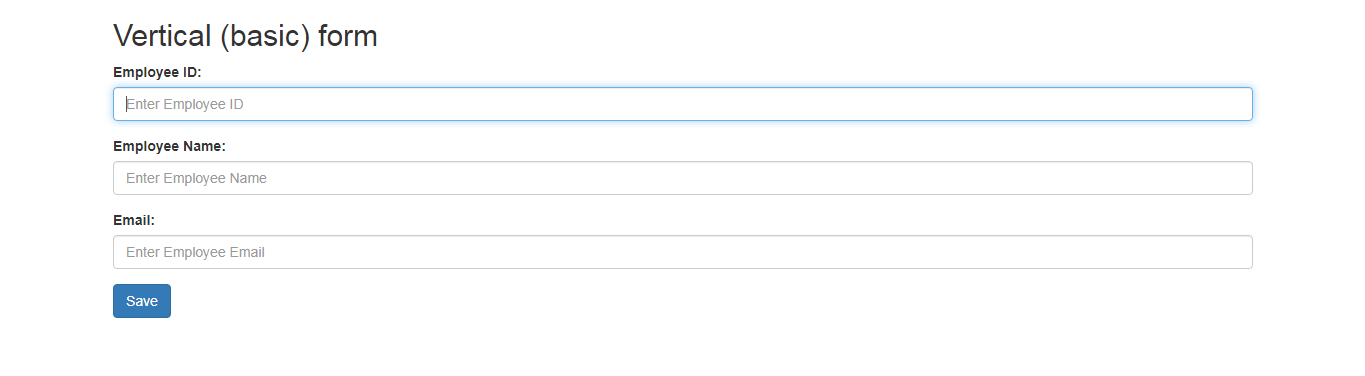 Vertical (basic) form
Employee ID:
Enter Employee ID
Employee Name:
Enter Employee Name
Email:
Enter Employee Email
Save